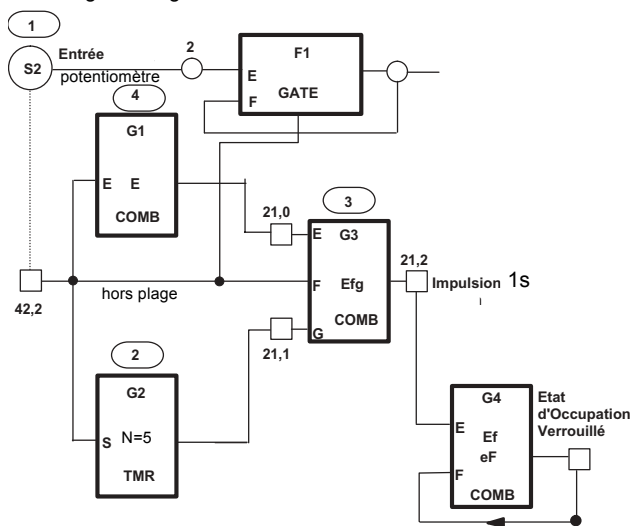 1
S2
Entrée
potentiomètre
2
F1
E
F
GATE
4
G1
E E
COMB
21,0
3
E G3
F Efg
G COMB
21,2
Impulsion 1s
42,2
hors plage
21,1
2
G2
S N=5
TMR
G4
E Ef
eF
F
COMB
Etat
d'Occupation
Verrouillé